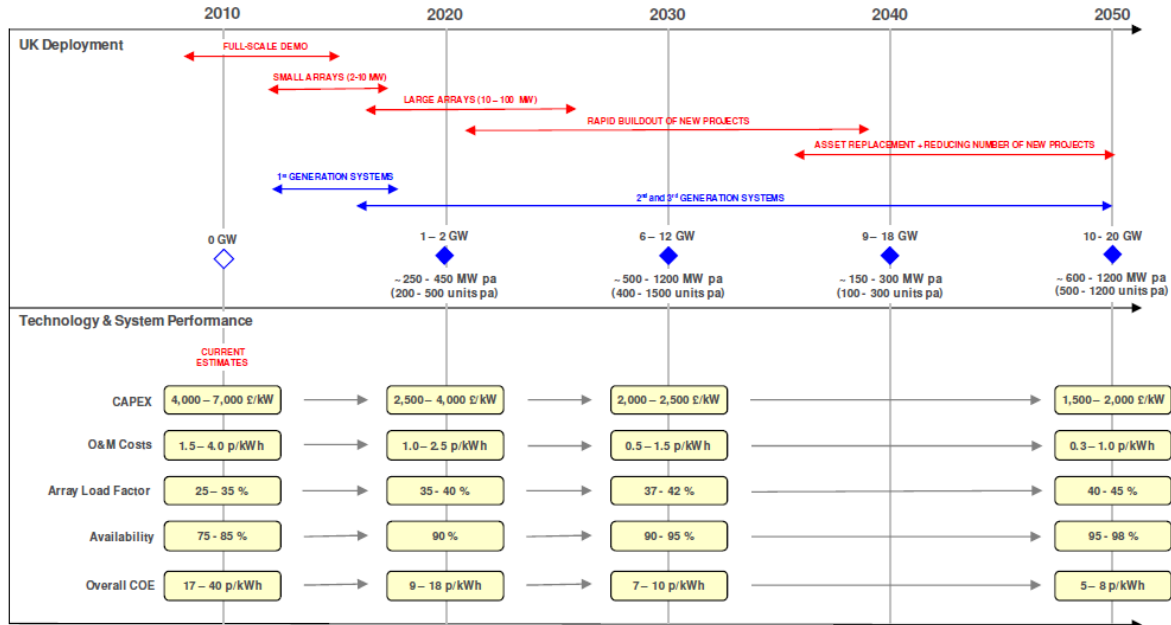 2010 2020 2030 2040 2050
UK Deployment
FULL-SCALE DEMO
SMALL ARRAYS (2-10 MW)
LARGE ARRAYS (10 – 100 MW)
RAPID BUILDOUT OF NEW PROJECTS
ASSET REPLACEMENT + REDUCING NUMBER OF NEW PROJECTS
1st GENERATION SYSTEMS
2nd and 3rd GENERATION SYSTEMS
0 GW 1 – 2 GW 6 – 12 GW 9 – 18 GW 10 - 20 GW
~250 - 450 MW pa ~500 - 1200 MW pa ~150 - 300 MW pa ~600 - 1200 MW pa
(200 - 500 units pa) (400 - 1500 units pa) (100 - 300 units pa) (500 - 1200 units pa)
Technology & System Performance
CURRENT
ESTIMATES
CAPEX 4,000 – 7,000 £/kW 2,500 – 4,000 £/kW 2,000 – 2,500 £/kW 1,500 – 2,000 £/kW
O&M Costs 1.5 – 4.0 p/kWh 1.0 – 2.5 p/kWh 0.5 – 1.5 p/kWh 0.3 – 1.0 p/kWh
Array Load Factor 25 – 35 % 35 - 40 % 37 - 42 % 40 - 45 %
Availability 75 - 85 % 90 % 90 - 95 % 95 - 98 %
Overall COE 17 – 40 p/kWh 9 – 18 p/kWh 7 – 10 p/kWh 5 – 8 p/kWh